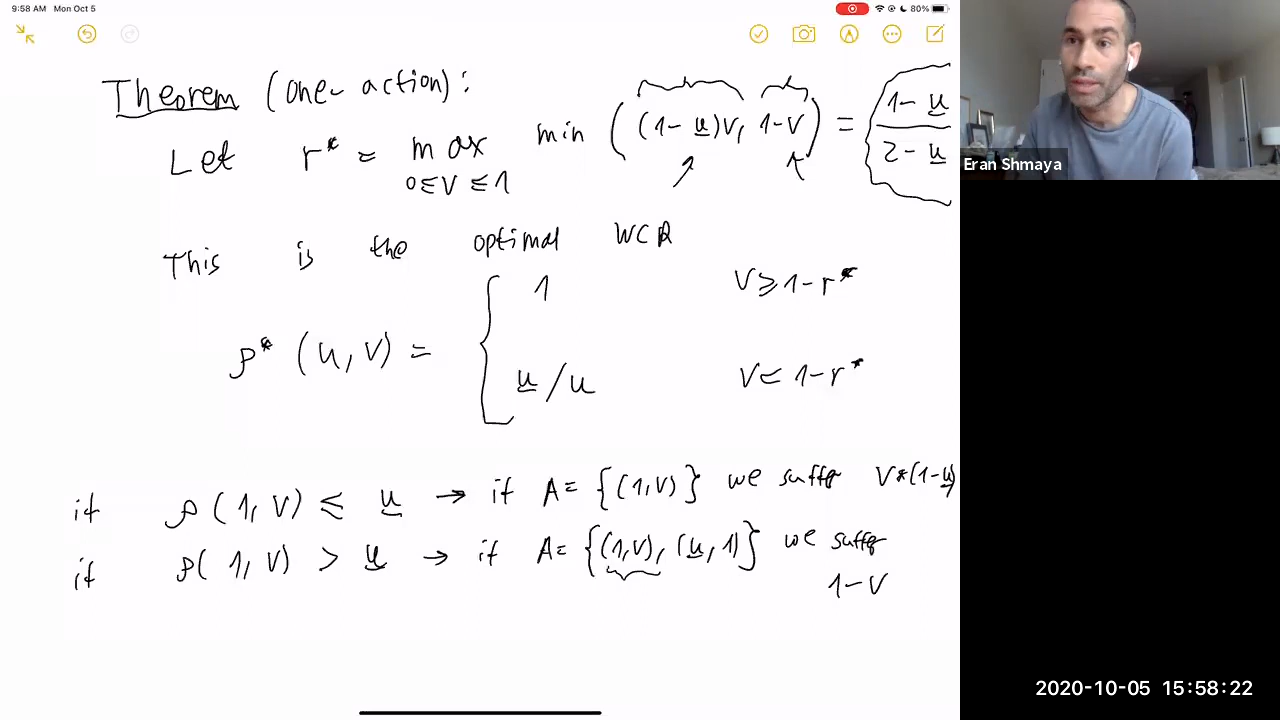 9:58 AM Mon Oct 5
80%
Theorem (one-action):
Let r* = max 0≤V≤1 min ((1-u̲)V, 1-V) = 1-u̲ / 2-u̲
Eran Shmaya
This is the optimal WCR
ρ*(u,V) = { 1 V≥1-r*
u̲/u V<1-r*
if ρ(1,V) ≤ u̲ → if A = {(1,V)} we suffer V*(1-u̲)
if ρ(1,V) > u̲ → if A = {(1,V),(u̲,1)} we suffer
1-V
2020-10-05 15:58:22